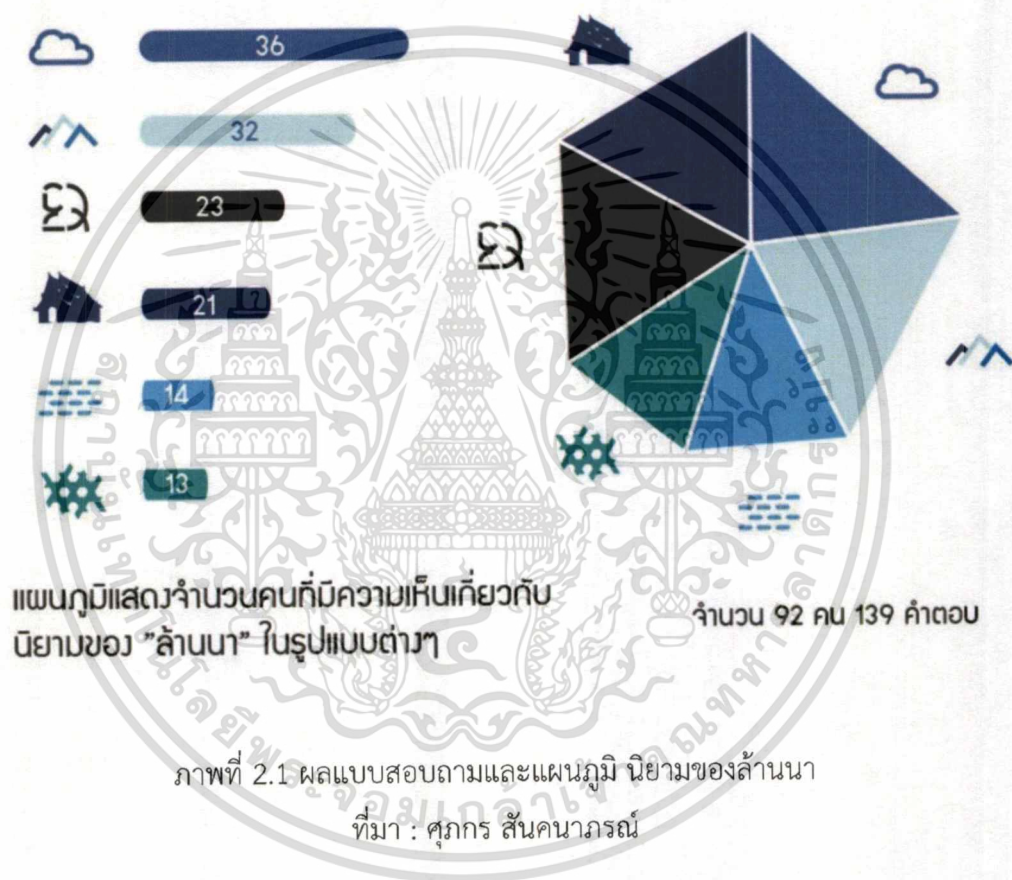 36
32
23
21
14
13
แผนภูมิแสดงจำนวนคนที่มีความเห็นเกี่ยวกับ
นิยามของ "ล้านนา" ในรูปแบบต่างๆ
จำนวน 92 คน 139 คำตอบ
ภาพที่ 2.1 ผลแบบสอบถามและแผนภูมิ นิยามของล้านนา
ที่มา : ศุภกร สันคนาภรณ์